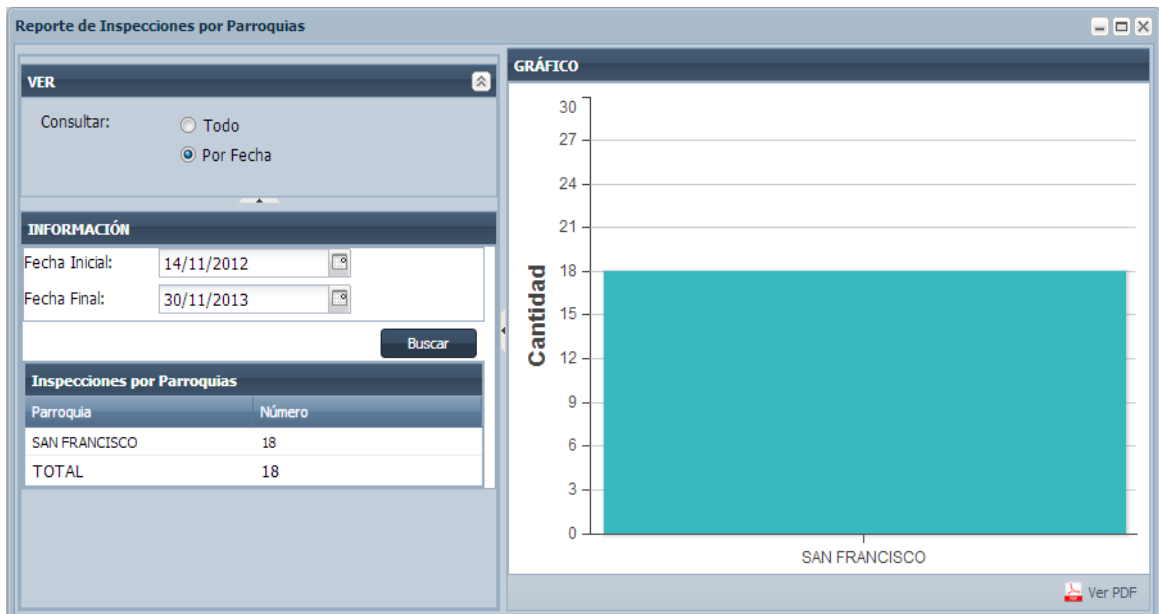 Reporte de Inspecciones por Parroquias
VER
Consultar:
Todo
Por Fecha
INFORMACIÓN
Fecha Inicial: 14/11/2012
Fecha Final: 30/11/2013
Buscar
Inspecciones por Parroquias
Parroquia Número
SAN FRANCISCO 18
TOTAL 18
GRÁFICO
Cantidad
30
27
24
21
18
15
12
9
6
3
0
SAN FRANCISCO
Ver PDF